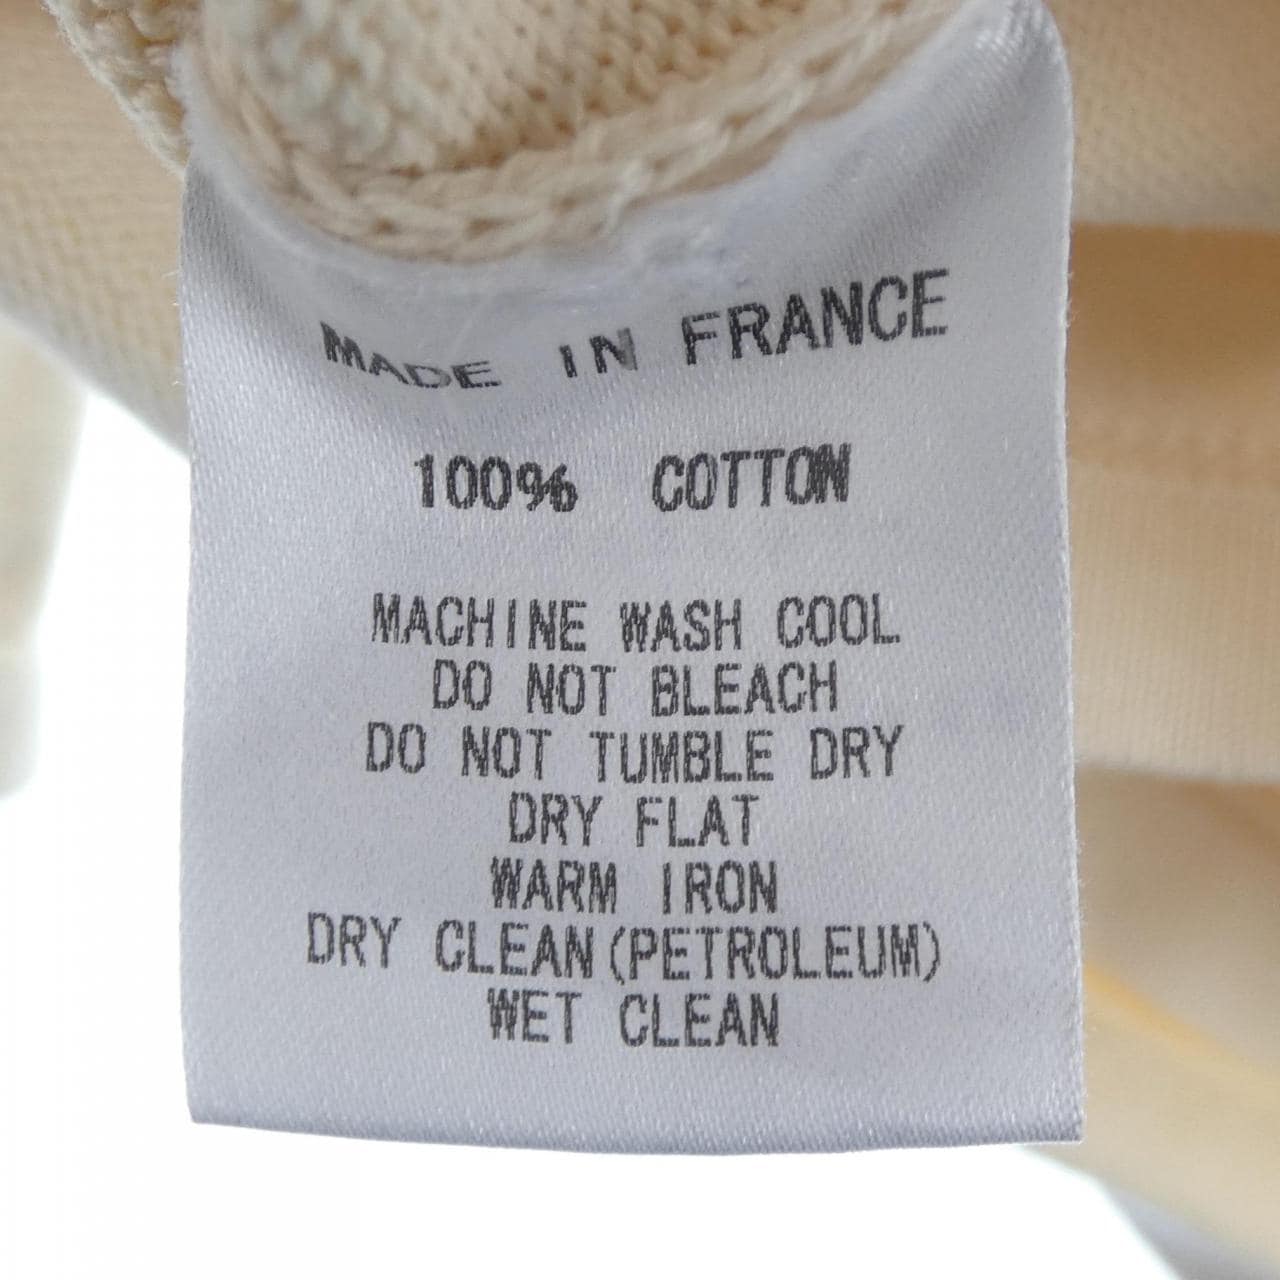 MADE IN FRANCE
100% COTTON
MACHINE WASH COOL
DO NOT BLEACH
DO NOT TUMBLE DRY
DRY FLAT
WARM IRON
DRY CLEAN(PETROLEUM)
WET CLEAN